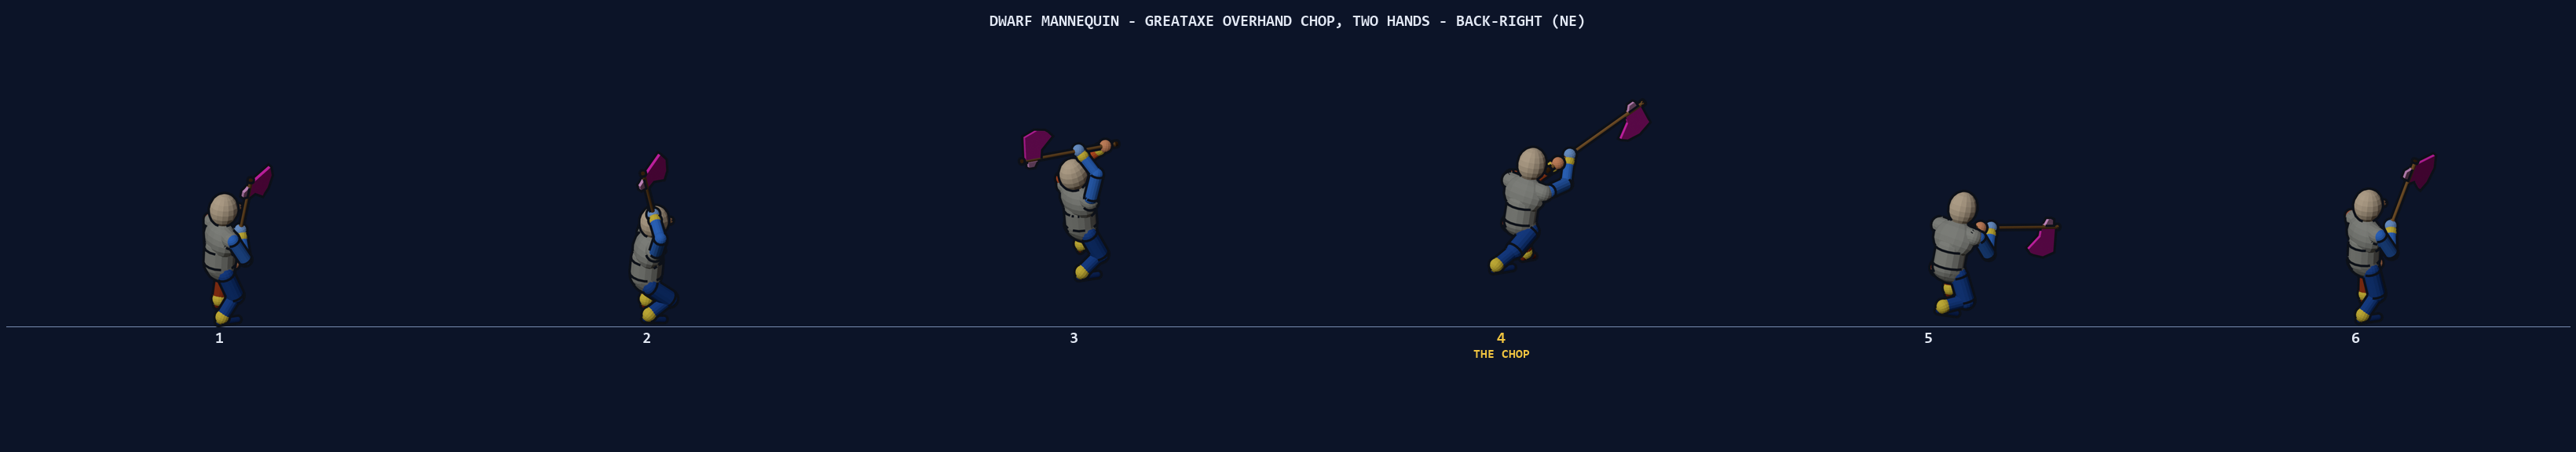 DWARF MANNEQUIN - GREATAXE OVERHAND CHOP, TWO HANDS - BACK-RIGHT (NE)
1 2 3 4 5 6
THE CHOP